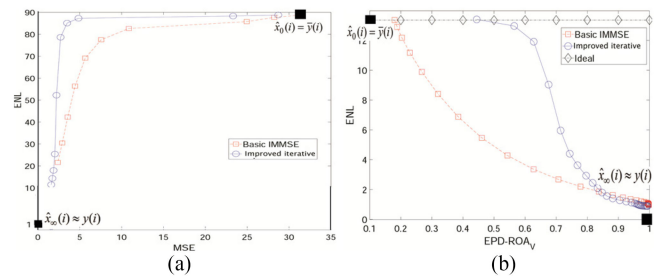 90
80
70
60
50
40
30
20
10
1
ENL
0
5
10
15
20
25
30
35
MSE
x̂₀(i) = ȳ(i)
Basic IMMSE
Improved iterative
x̂∞(i) ≈ y(i)
(a)
12
10
8
6
4
2
0
ENL
0.1
0.2
0.3
0.4
0.5
0.6
0.7
0.8
0.9
1
EPD-ROA_V
x̂₀(i) = ȳ(i)
Basic IMMSE
Improved iterative
Ideal
x̂∞(i) ≈ y(i)
(b)